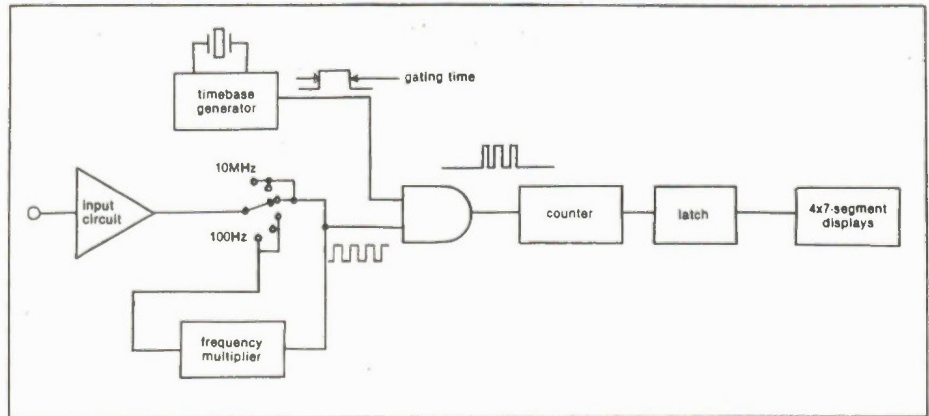 timebase
generator
gating time
10MHz
input
circuit
100Hz
counter
latch
4x7-segment
displays
frequency
multiplier